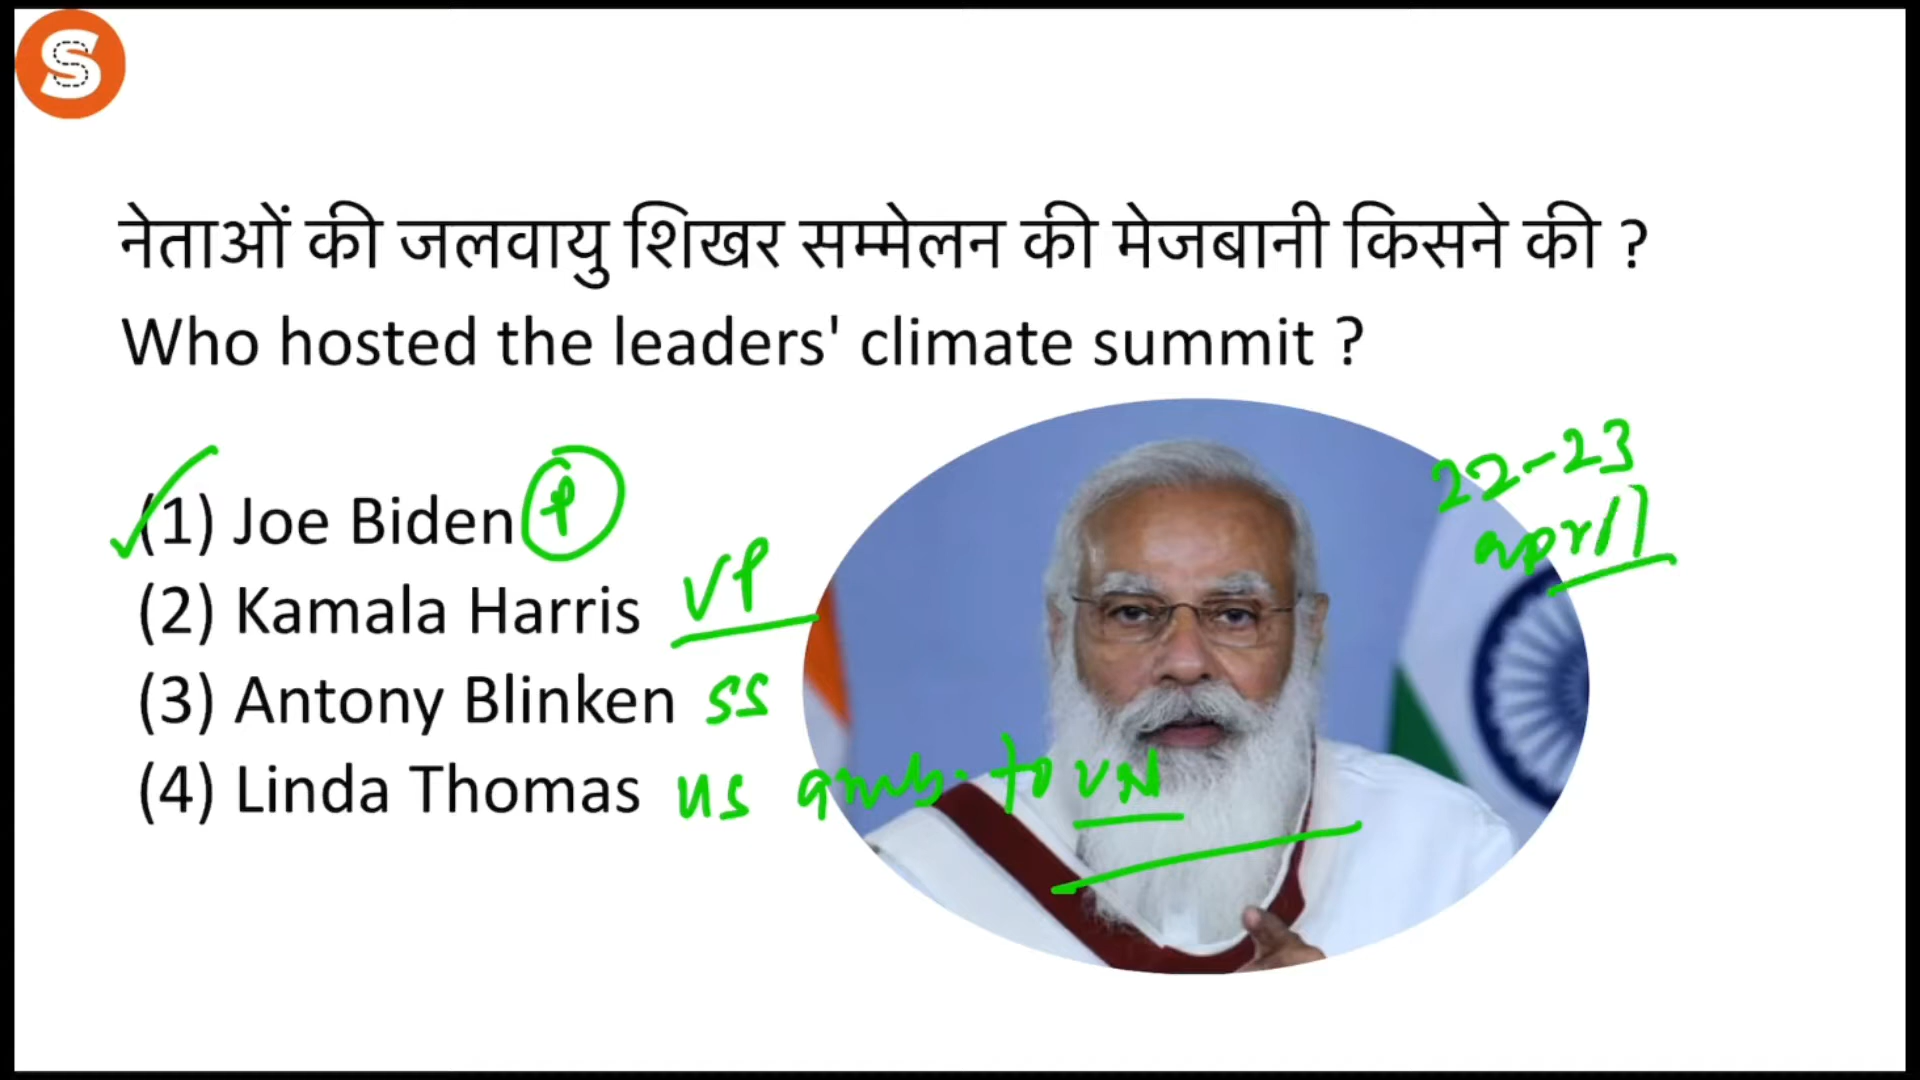 S
नेताओं की जलवायु शिखर सम्मेलन की मेजबानी किसने की ?
Who hosted the leaders' climate summit ?
22-23
april
(1) Joe Biden P
(2) Kamala Harris VP
(3) Antony Blinken SS
(4) Linda Thomas US amb. to UN